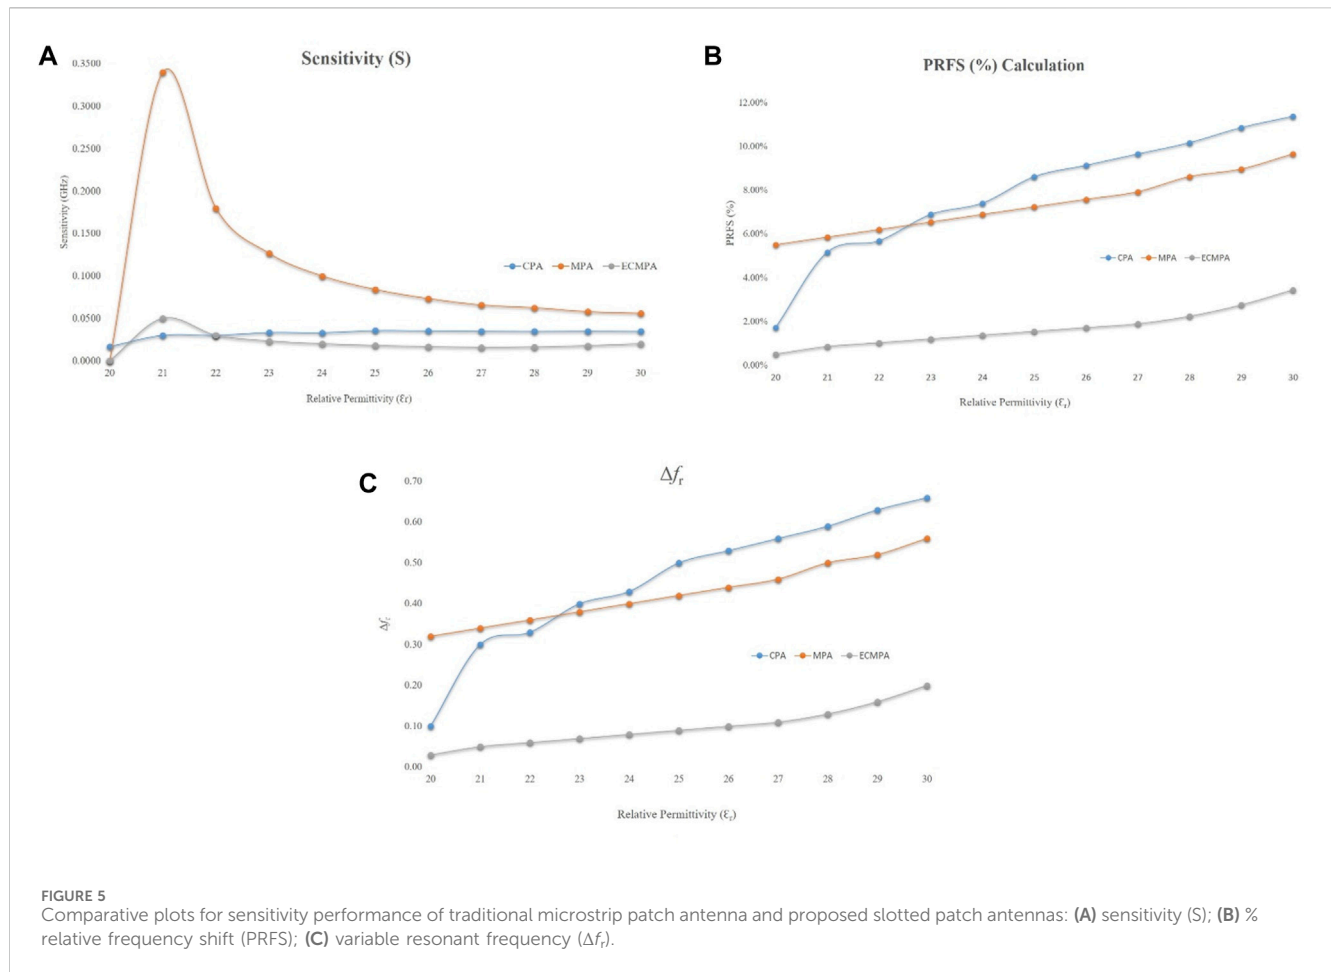 A
Sensitivity (S)
0.3500
0.3000
0.2500
0.2000
0.1500
0.1000
0.0500
0.0000
Sensitivity (GHz)
CPA MPA ECMPA
20 21 22 23 24 25 26 27 28 29 30
Relative Permittivity (Ɛr)
B
PRFS (%) Calculation
12.00%
10.00%
8.00%
6.00%
4.00%
2.00%
0.00%
PRFS (%)
CPA MPA ECMPA
20 21 22 23 24 25 26 27 28 29 30
Relative Permittivity (Ɛr)
C
Δfr
0.70
0.60
0.50
0.40
0.30
0.20
0.10
0.00
Δfr
CPA MPA ECMPA
20 21 22 23 24 25 26 27 28 29 30
Relative Permittivity (Ɛr)
FIGURE 5
Comparative plots for sensitivity performance of traditional microstrip patch antenna and proposed slotted patch antennas: (A) sensitivity (S); (B) %
relative frequency shift (PRFS); (C) variable resonant frequency (Δfr).